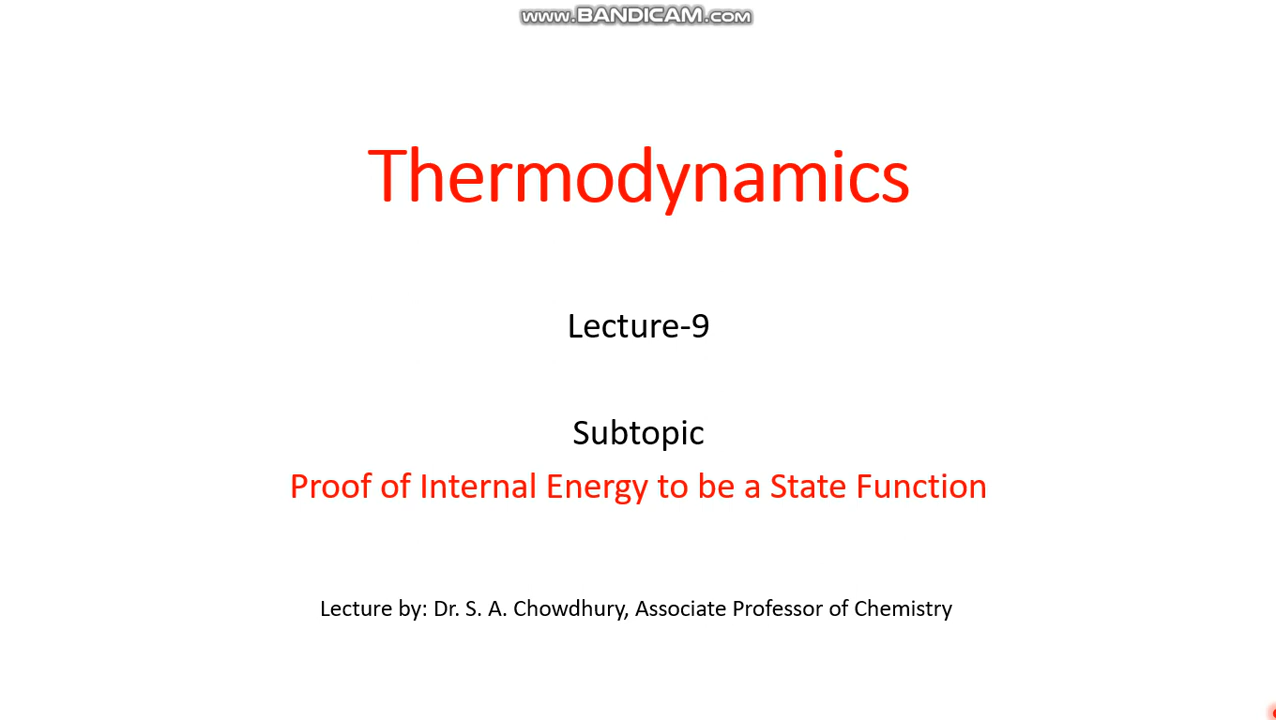 www.BANDICAM.com
Thermodynamics
Lecture-9
Subtopic
Proof of Internal Energy to be a State Function
Lecture by: Dr. S. A. Chowdhury, Associate Professor of Chemistry